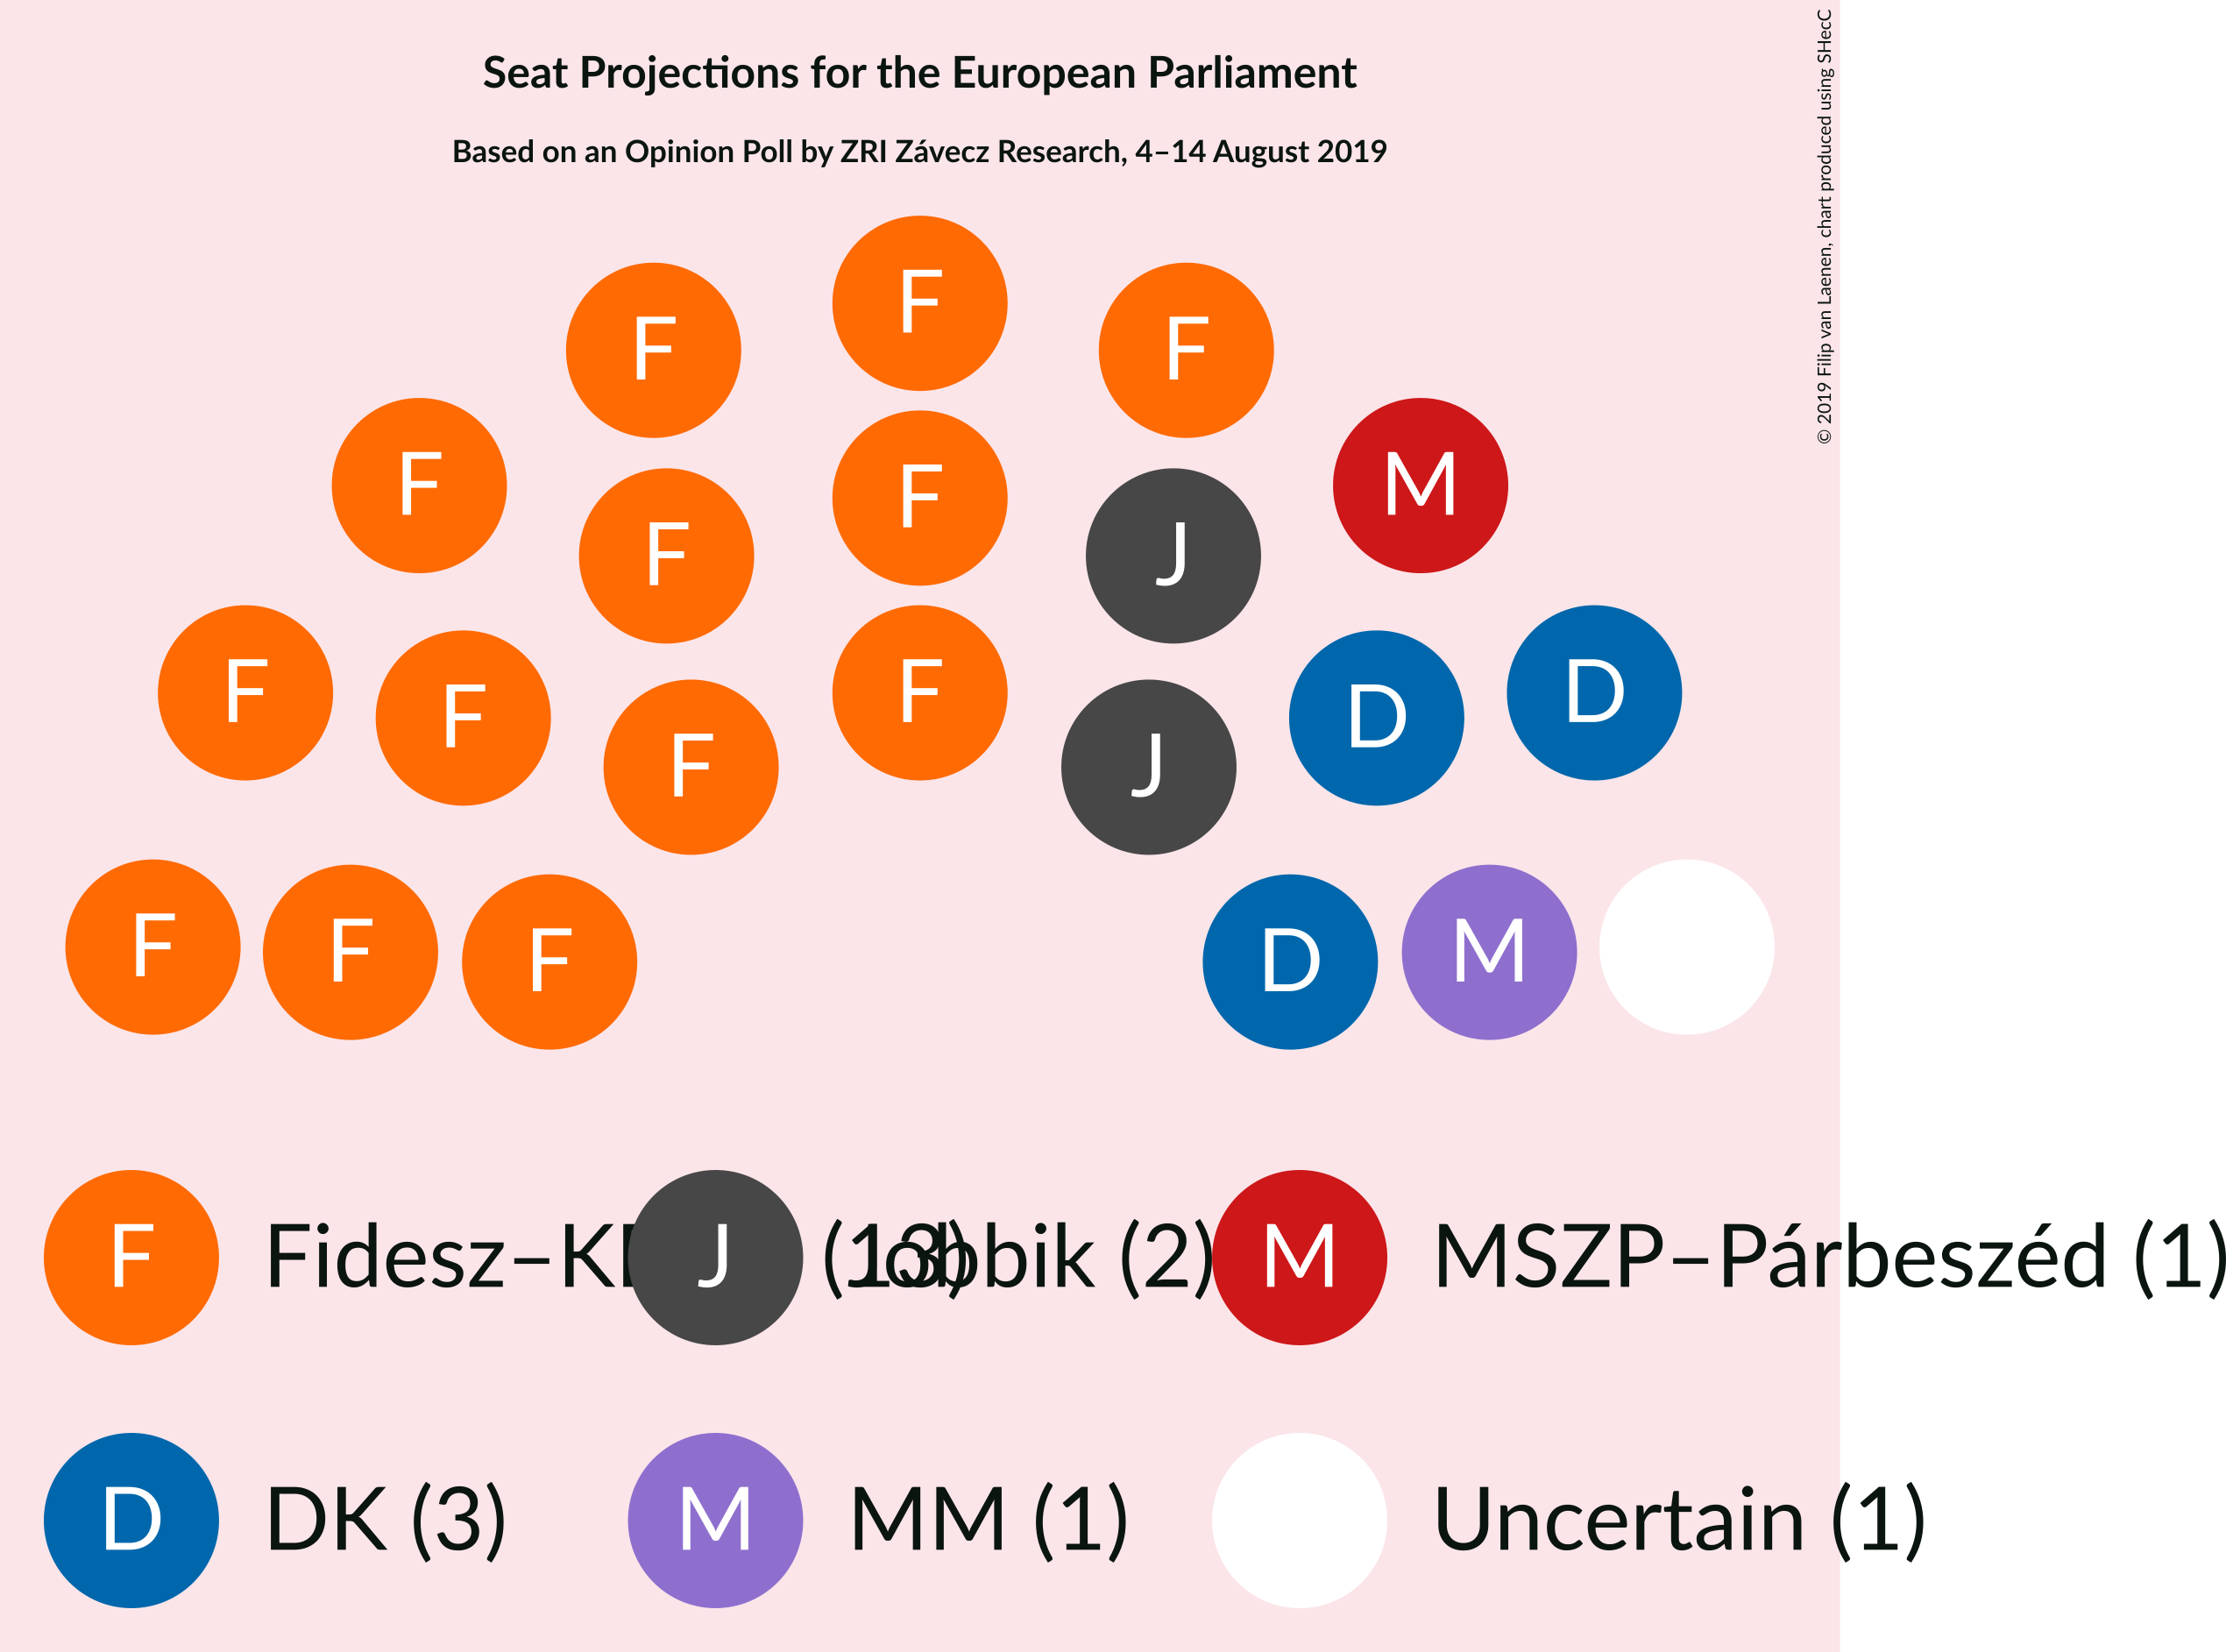 Seat Projections for the European Parliament
Based on an Opinion Poll by ZRI Závecz Research, 4–14 August 2019
© 2019 Filip van Laenen, chart produced using SHecC
F
F F
F
F M
F J
F F
F D D
F J
F F F D M
F Fidesz–K (13) J Jobbik (2) M MSZP–Párbeszéd (1)
D DK (3) M MM (1) Uncertain (1)